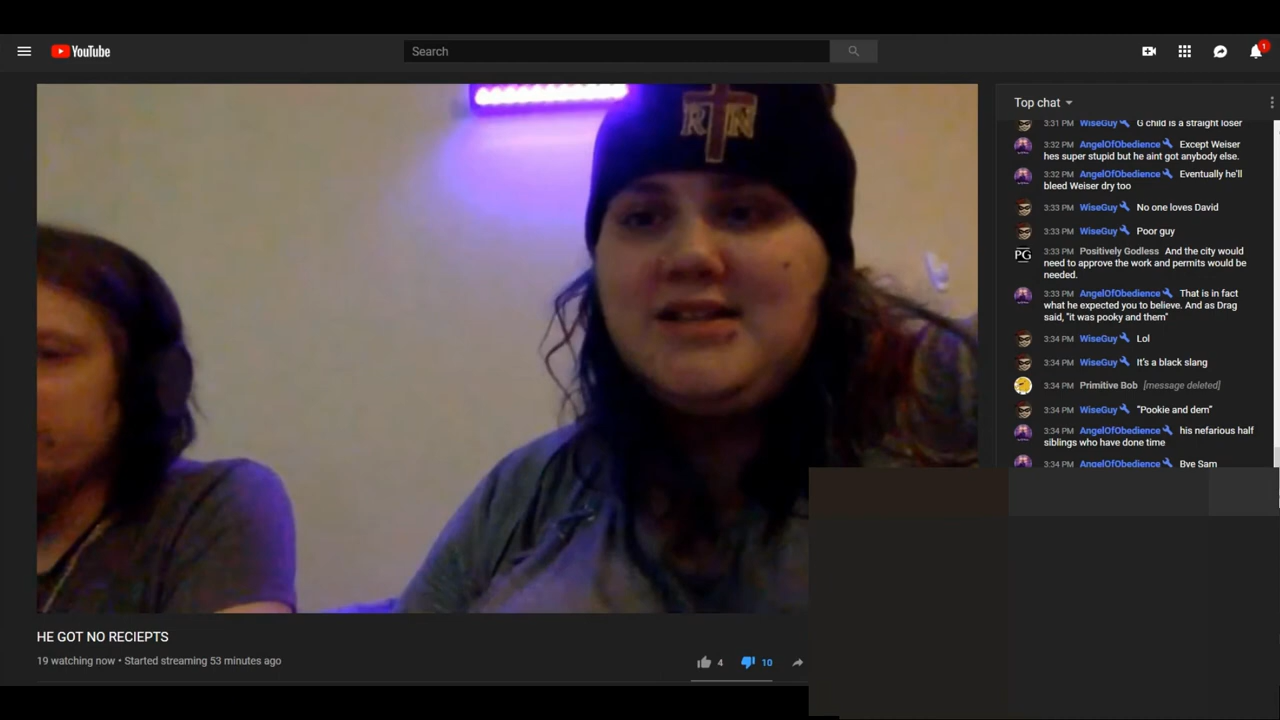 YouTube
Search
1
R N
Top chat
3:31 PM WiseGuy G child is a straight loser
3:32 PM AngelOfObedience Except Weiser
hes super stupid but he aint got anybody else.
3:32 PM AngelOfObedience Eventually he'll
bleed Weiser dry too
3:33 PM WiseGuy No one loves David
3:33 PM WiseGuy Poor guy
PG
3:33 PM Positively Godless And the city would
need to approve the work and permits would be
needed.
3:33 PM AngelOfObedience That is in fact
what he expected you to believe. And as Drag
said, "it was pooky and them"
3:34 PM WiseGuy Lol
3:34 PM WiseGuy It's a black slang
3:34 PM Primitive Bob [message deleted]
3:34 PM WiseGuy "Pookie and dem"
3:34 PM AngelOfObedience his nefarious half
siblings who have done time
3:34 PM AngelOfObedience Bye Sam
HE GOT NO RECIEPTS
19 watching now • Started streaming 53 minutes ago
4
10